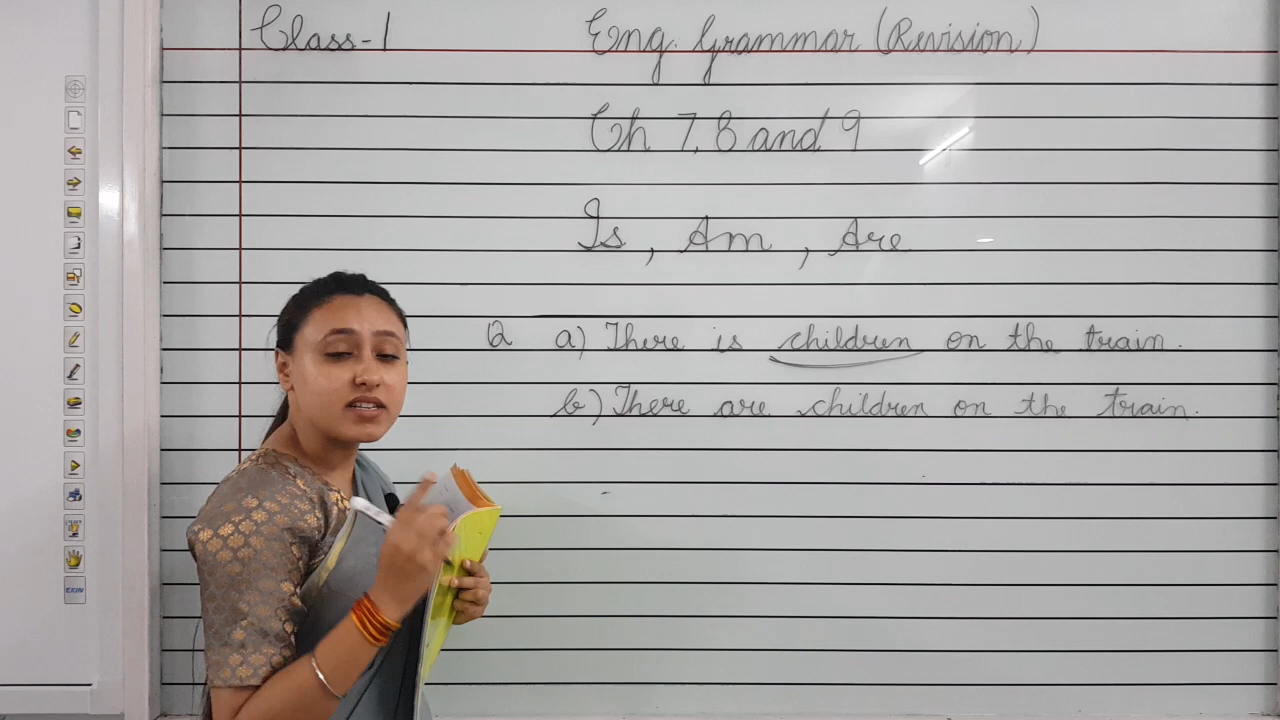 Class-1 Eng. Grammar (Revision)
Ch 7, 8 and 9
Is, Am, Are
Q a) There is children on the train.
b) There are children on the train.
EXIN